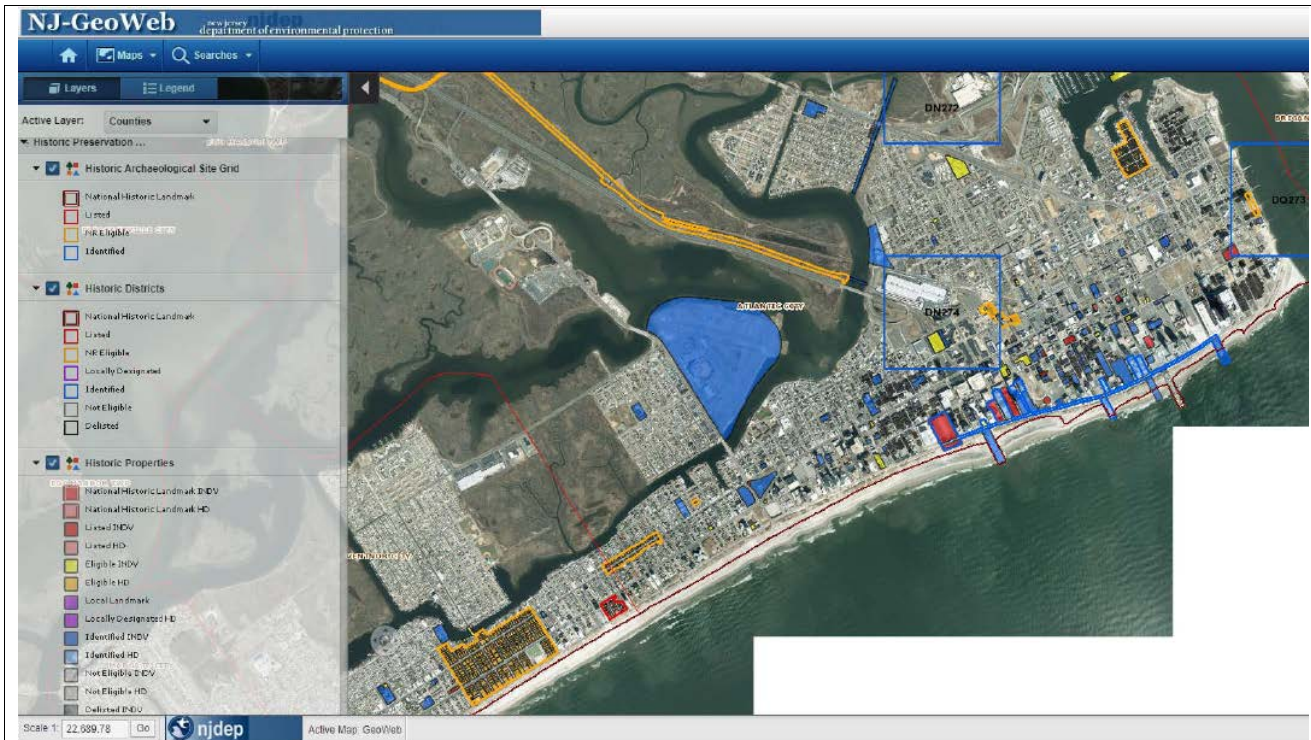 NJ-GeoWeb
new jersey
department of environmental protection
njdep
Maps
Searches
Layers
Legend
Active Layer:
Counties
Historic Preservation ...
Historic Archaeological Site Grid
National Historic Landmark
Listed
NR Eligible
Identified
Historic Districts
National Historic Landmark
Listed
NR Eligible
Locally Designated
Identified
Not Eligible
Delisted
Historic Properties
National Historic Landmark INDV
National Historic Landmark HD
Listed INDV
Listed HD
Eligible INDV
Eligible HD
Local Landmark
Locally Designated HD
Identified INDV
Identified HD
Not Eligible INDV
Not Eligible HD
Delisted INDV
DN272
DQ273
ATLANTIC CITY
DN274
Scale 1:
22,689.78
Go
njdep
Active Map: GeoWeb